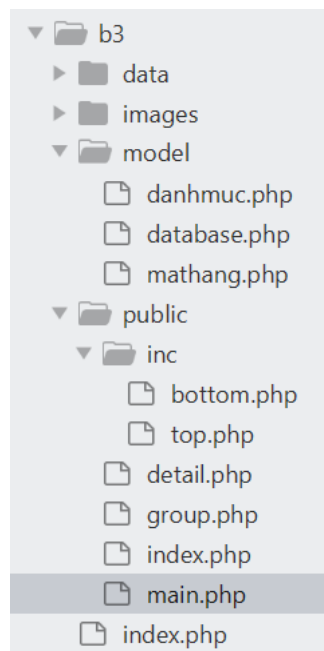 b3
data
images
model
danhmuc.php
database.php
mathang.php
public
inc
bottom.php
top.php
detail.php
group.php
index.php
main.php
index.php